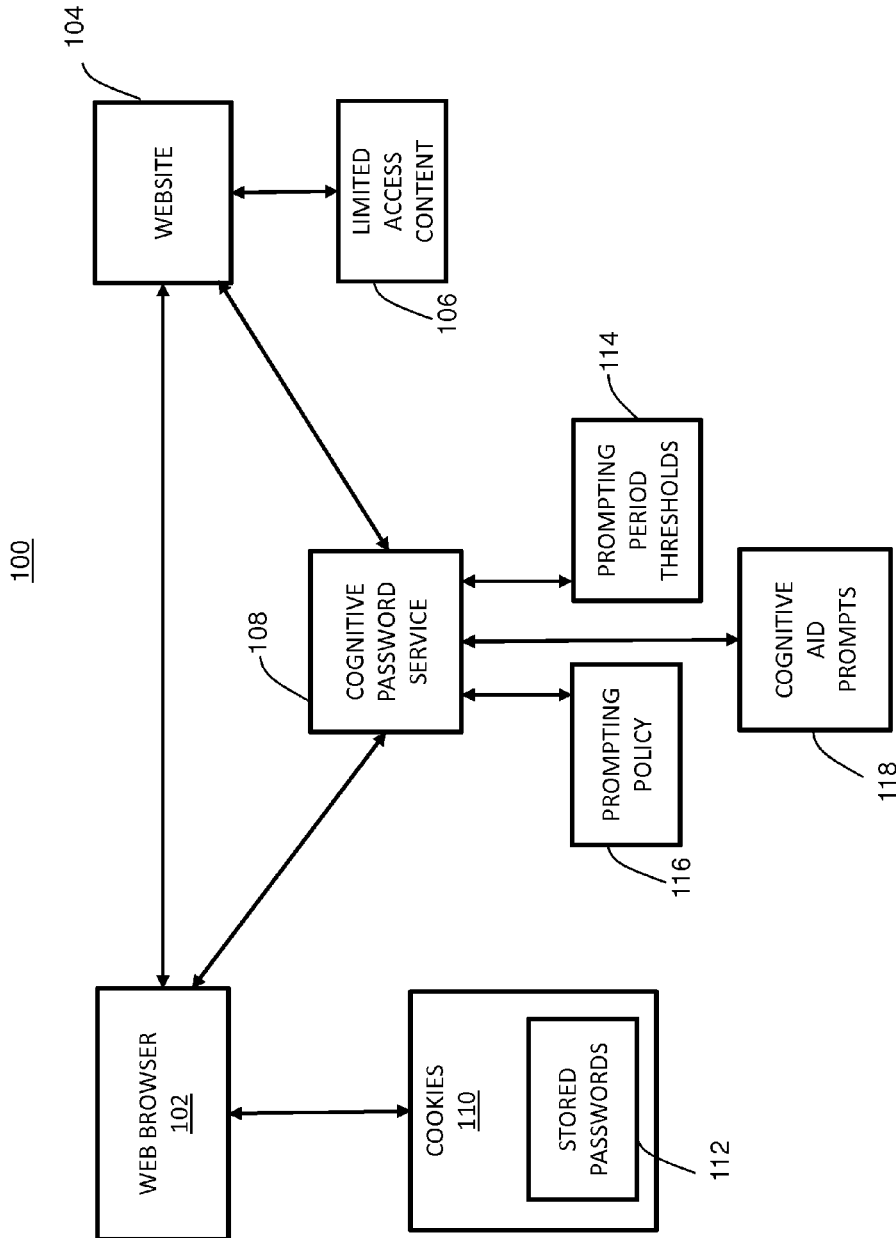 100
WEB BROWSER
102
WEBSITE
104
COGNITIVE
PASSWORD
SERVICE
108
COOKIES
110
STORED
PASSWORDS
112
LIMITED
ACCESS
CONTENT
106
PROMPTING
POLICY
116
PROMPTING
PERIOD
THRESHOLDS
114
COGNITIVE
AID
PROMPTS
118